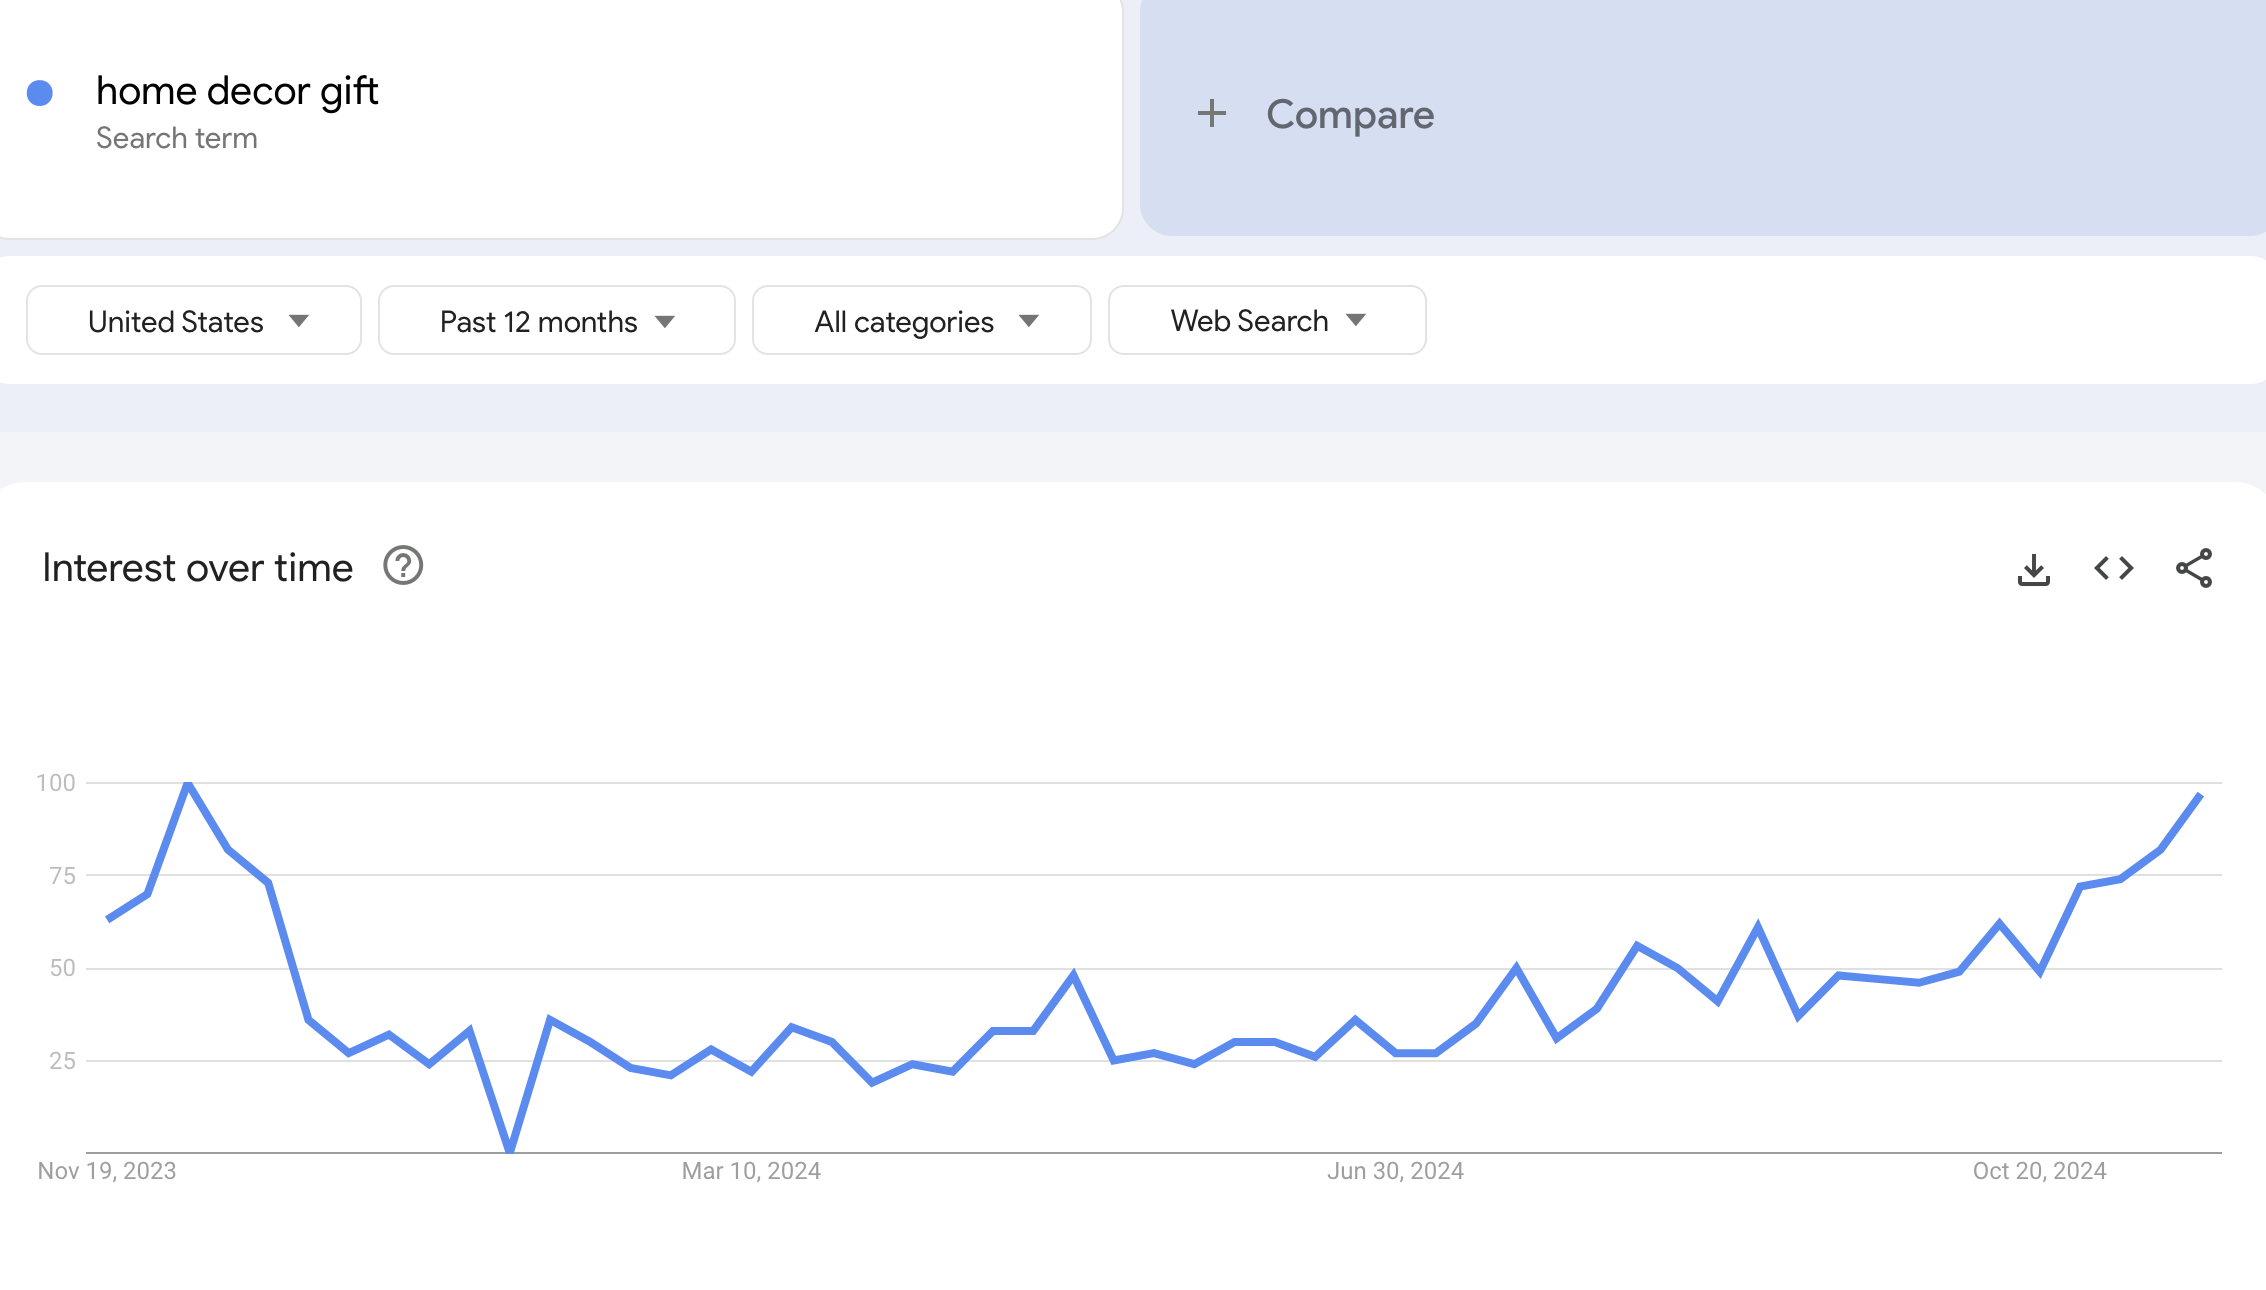 home decor gift
Search term
+ Compare
United States
Past 12 months
All categories
Web Search
Interest over time
100
75
50
25
Nov 19, 2023
Mar 10, 2024
Jun 30, 2024
Oct 20, 2024